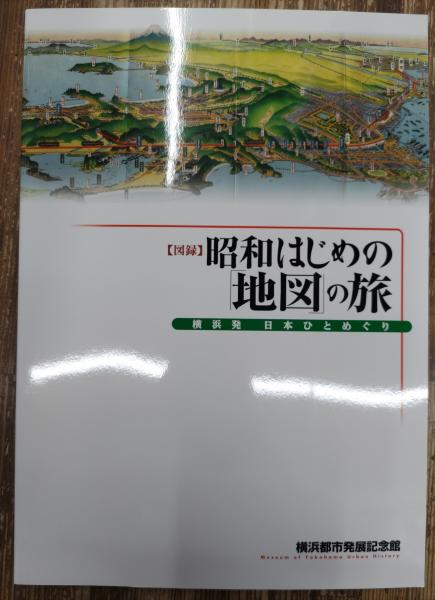 【図録】昭和はじめの
「地図」の旅
横浜発 日本ひとめぐり
横浜都市発展記念館
Museum of Yokohama Urban History